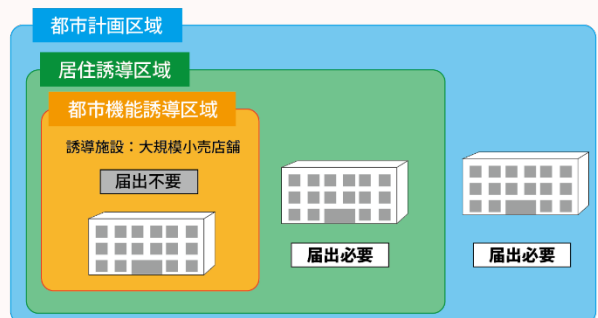 都市計画区域
居住誘導区域
都市機能誘導区域
誘導施設：大規模小売店舗
届出不要
届出必要
届出必要